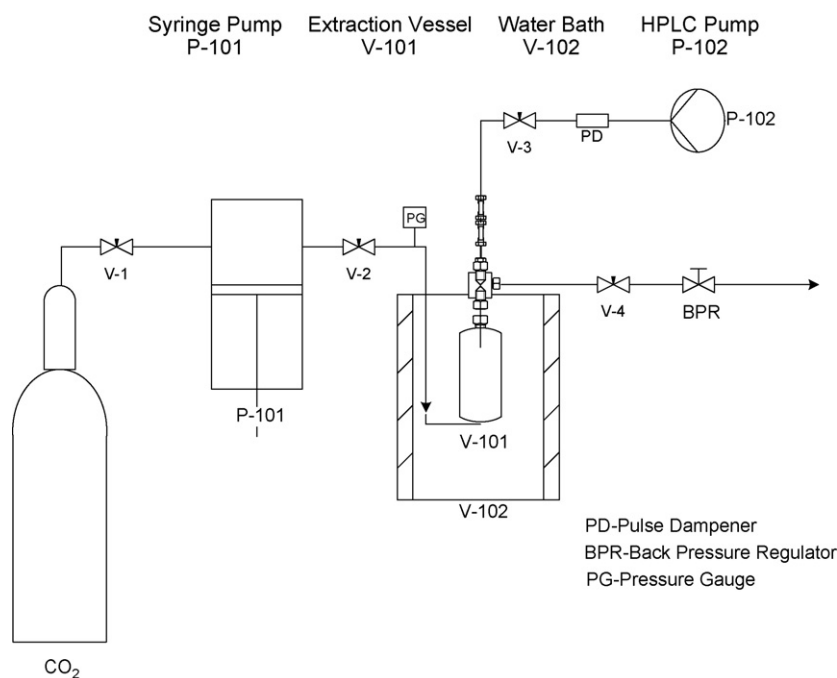 Syringe Pump
P-101
Extraction Vessel
V-101
Water Bath
V-102
HPLC Pump
P-102
P-102
V-3
PD
PG
V-1
V-2
V-4
BPR
P-101
V-101
V-102
PD-Pulse Dampener
BPR-Back Pressure Regulator
PG-Pressure Gauge
CO₂